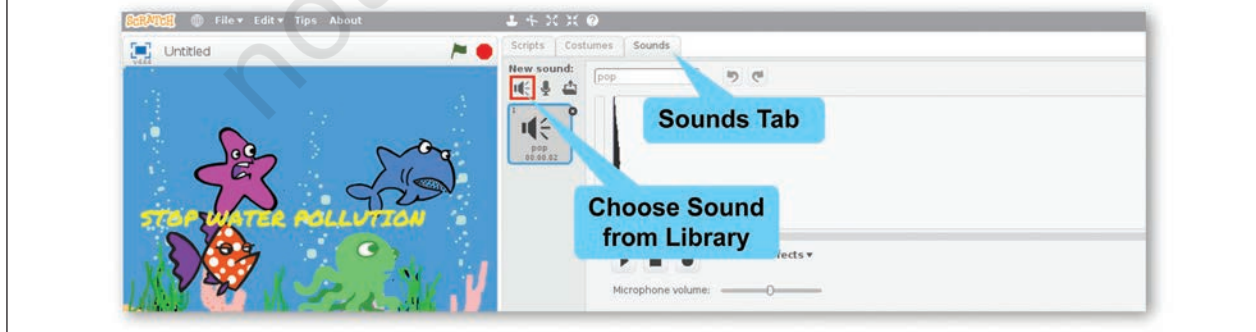 SCRATCH File Edit Tips About
Untitled
Scripts Costumes Sounds
New sound:
pop
Sounds Tab
1
pop
00:00.02
Choose Sound
from Library
STOP WATER POLLUTION
Microphone volume: